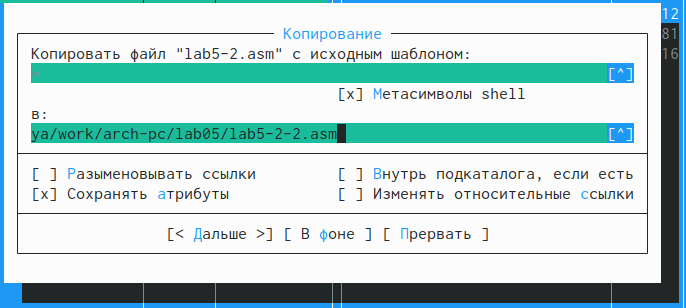 12
Копирование
81
Копировать файл "lab5-2.asm" с исходным шаблоном:
16
[^]
[x] Метасимволы shell
в:
ya/work/arch-pc/lab05/lab5-2-2.asm [^]
[ ] Разыменовывать ссылки [ ] Внутрь подкаталога, если есть
[x] Сохранять атрибуты [ ] Изменять относительные ссылки
[< Дальше >] [ В фоне ] [ Прервать ]